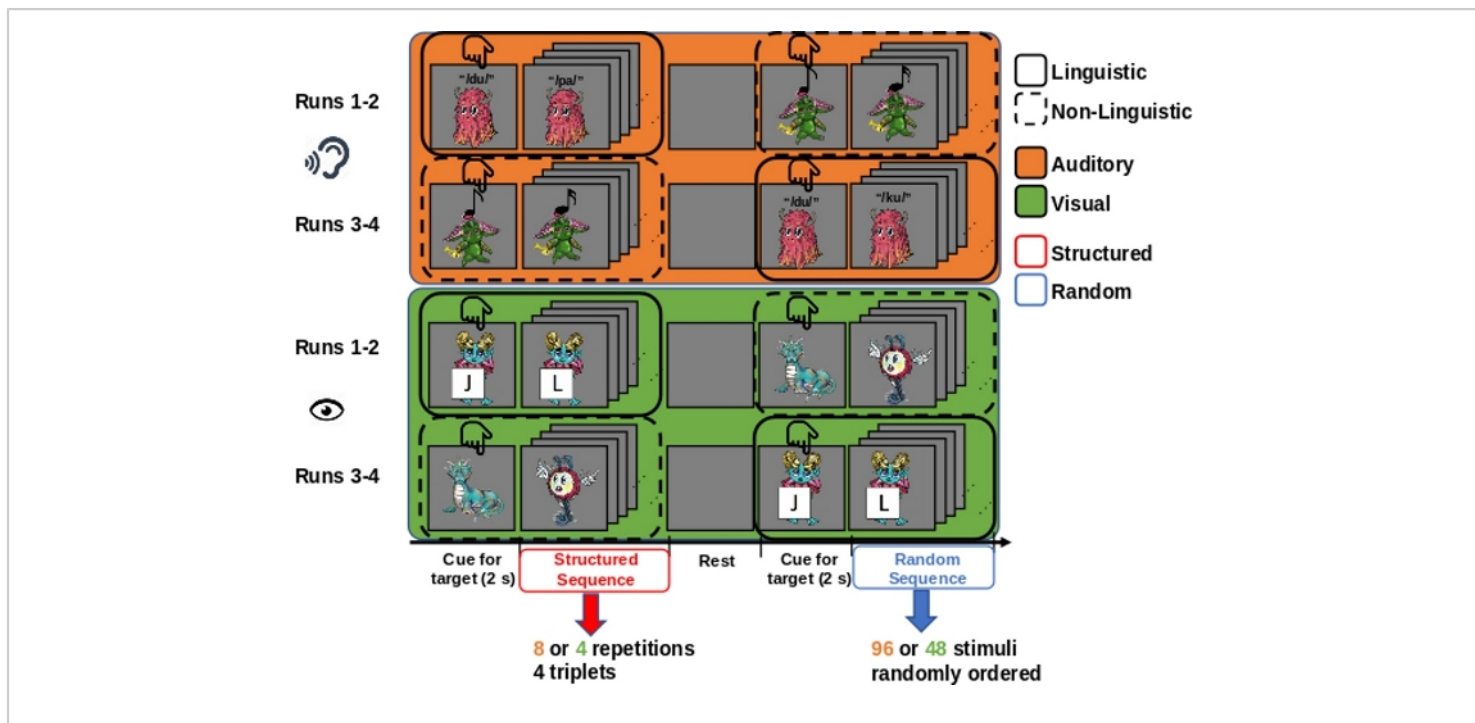 Runs 1-2
"/du/"
"/pa/"
Runs 3-4
"/du/"
"/ku/"
Runs 1-2
J
L
Runs 3-4
J
L
Cue for
target (2 s)
Structured
Sequence
Rest
Cue for
target (2 s)
Random
Sequence
8 or 4 repetitions
4 triplets
96 or 48 stimuli
randomly ordered
Linguistic
Non-Linguistic
Auditory
Visual
Structured
Random